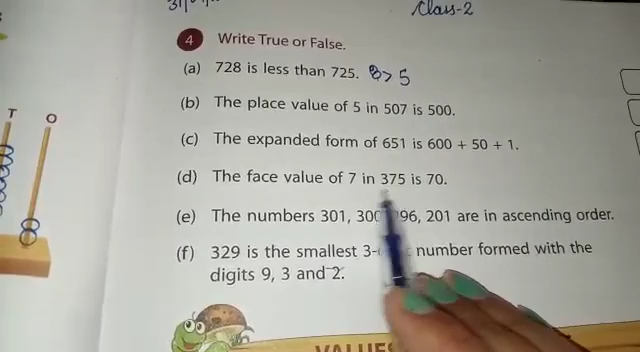 Class-2
4 Write True or False.
(a) 728 is less than 725. 8>5
(b) The place value of 5 in 507 is 500.
(c) The expanded form of 651 is 600 + 50 + 1.
T O
(d) The face value of 7 in 375 is 70.
(e) The numbers 301, 300, 296, 201 are in ascending order.
(f) 329 is the smallest 3- number formed with the
digits 9, 3 and 2.
VALUES